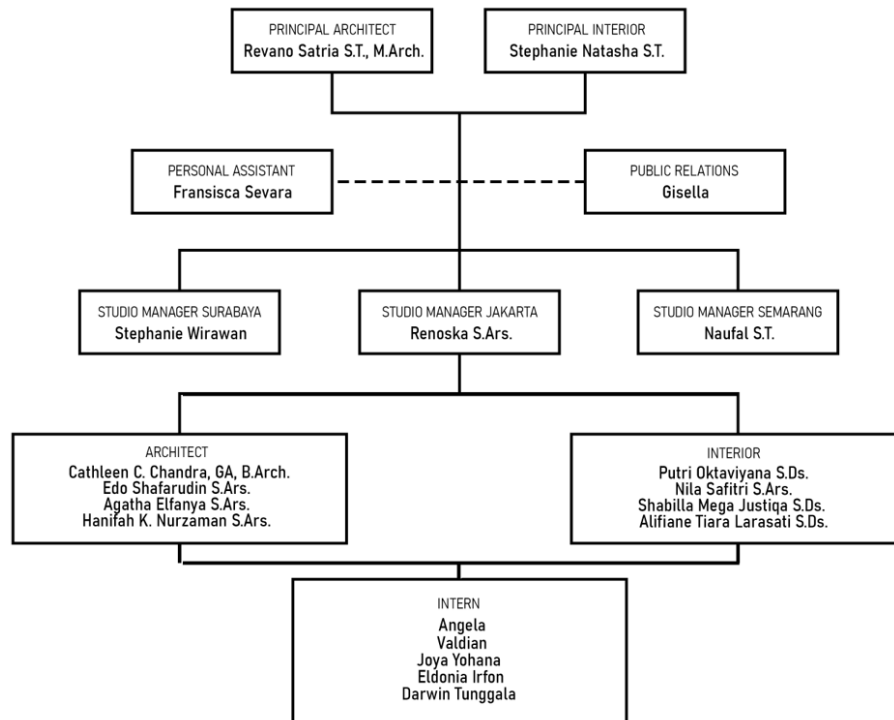 PRINCIPAL ARCHITECT
Revano Satria S.T., M.Arch.
PRINCIPAL INTERIOR
Stephanie Natasha S.T.
PERSONAL ASSISTANT
Fransisca Sevara
PUBLIC RELATIONS
Gisella
STUDIO MANAGER SURABAYA
Stephanie Wirawan
STUDIO MANAGER JAKARTA
Renoska S.Ars.
STUDIO MANAGER SEMARANG
Naufal S.T.
ARCHITECT
Cathleen C. Chandra, GA, B.Arch.
Edo Shafarudin S.Ars.
Agatha Elfanya S.Ars.
Hanifah K. Nurzaman S.Ars.
INTERIOR
Putri Oktaviyana S.Ds.
Nila Safitri S.Ars.
Shabilla Mega Justiqa S.Ds.
Alifiane Tiara Larasati S.Ds.
INTERN
Angela
Valdian
Joya Yohana
Eldonia Irfon
Darwin Tunggala